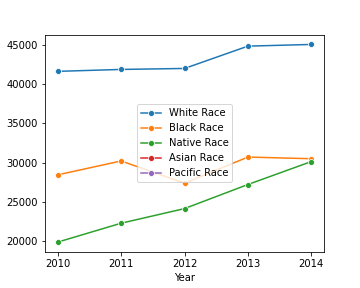 45000
40000
35000
30000
25000
20000
White Race
Black Race
Native Race
Asian Race
Pacific Race
2010 2011 2012 2013 2014
Year